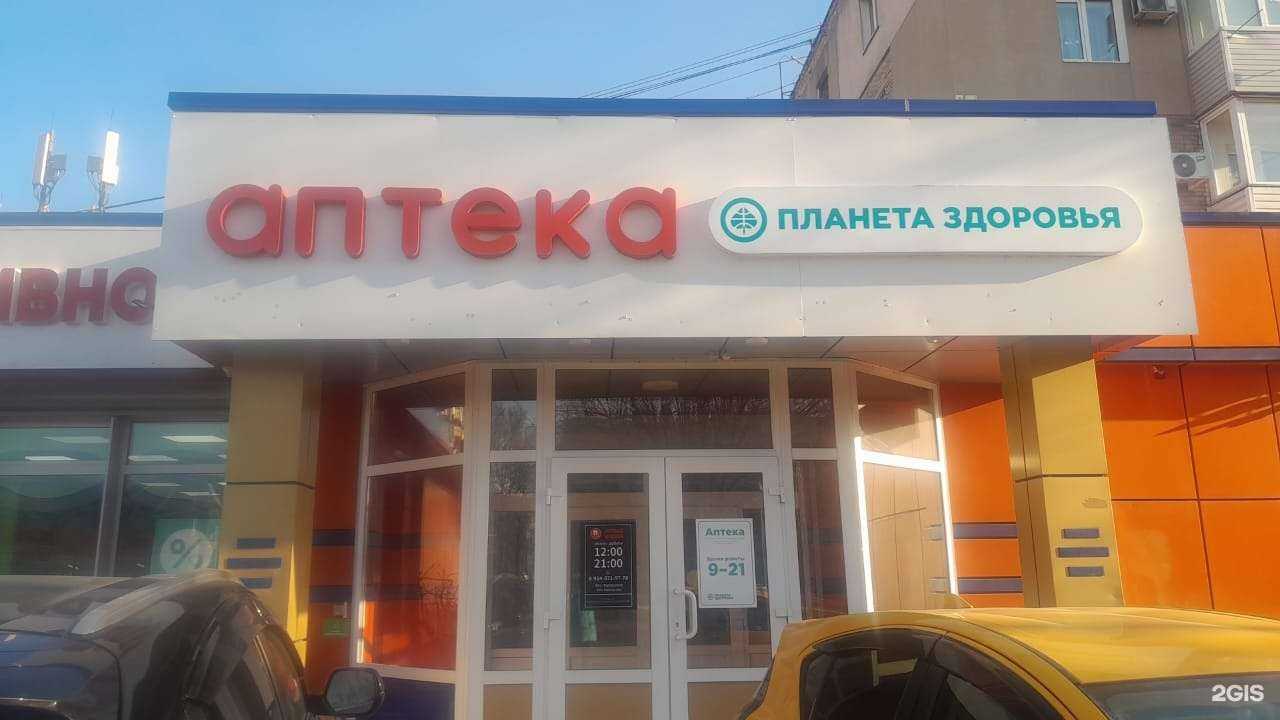 аптека
ПЛАНЕТА ЗДОРОВЬЯ
ИВНО
12:00
21:00
Аптека
9-21
%
2GIS